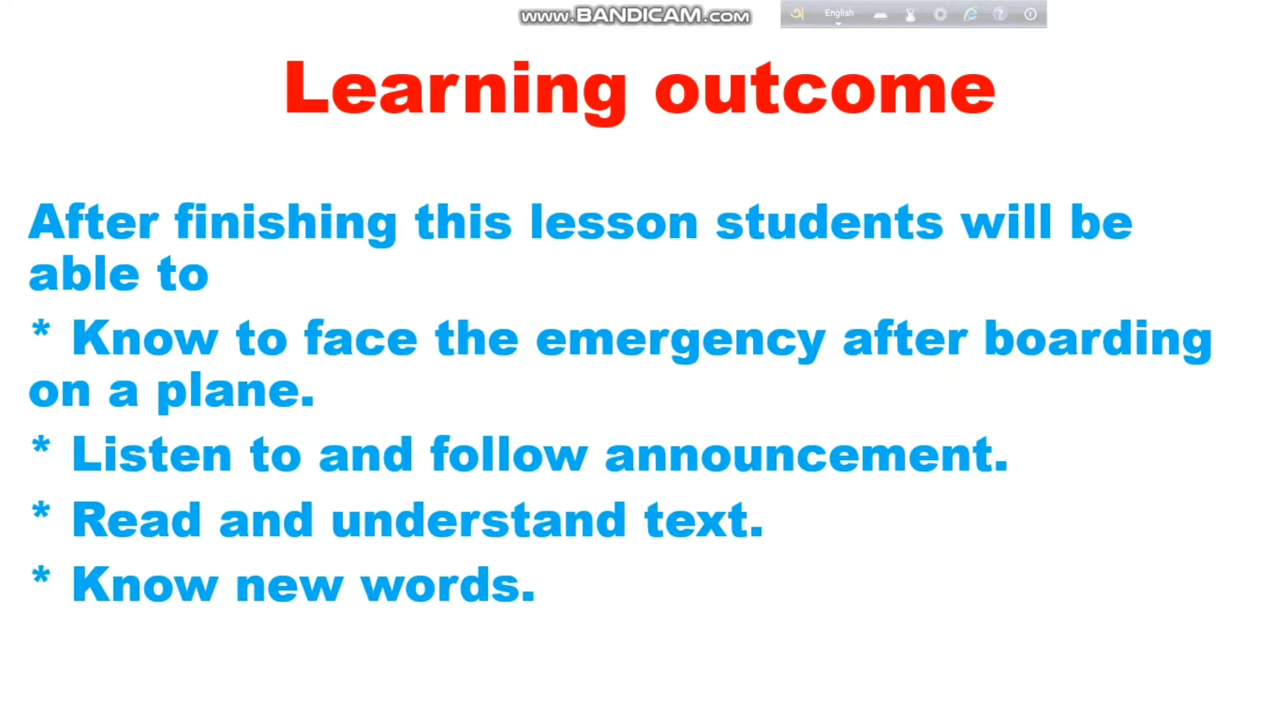 www.BANDICAM.com
English
Learning outcome
After finishing this lesson students will be
able to
* Know to face the emergency after boarding
on a plane.
* Listen to and follow announcement.
* Read and understand text.
* Know new words.